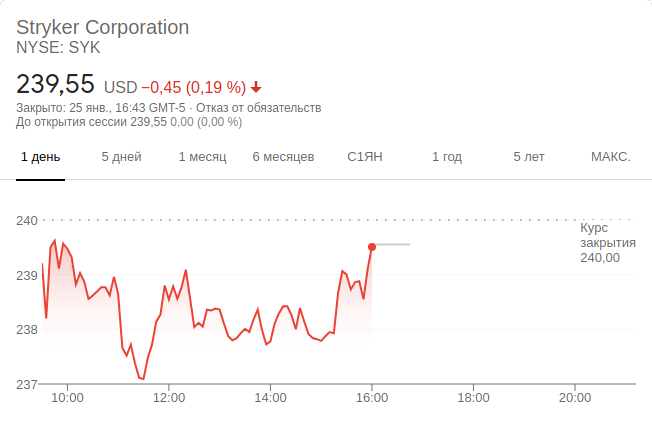 Stryker Corporation
NYSE: SYK
239,55 USD −0,45 (0,19 %)
Закрыто: 25 янв., 16:43 GMT-5 · Отказ от обязательств
До открытия сессии 239,55 0,00 (0,00 %)
1 день 5 дней 1 месяц 6 месяцев С1ЯН 1 год 5 лет МАКС.
240
Курс
закрытия
240,00
239
238
237
10:00 12:00 14:00 16:00 18:00 20:00